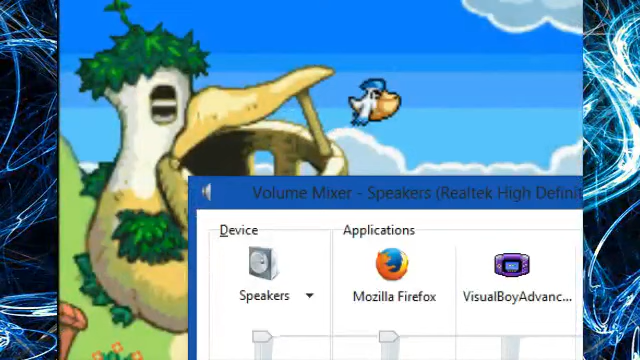 Volume Mixer - Speakers (Realtek High Definit
Device
Applications
Speakers
Mozilla Firefox
VisualBoyAdvanc...